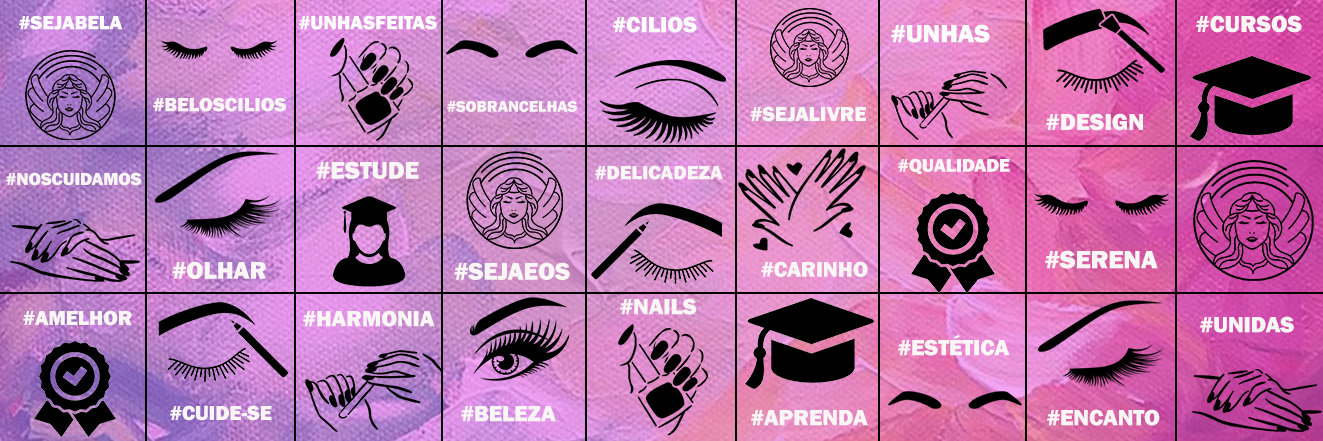 #SEJABELA
#BELOSCILIOS
#UNHASFEITAS
#SOBRANCELHAS
#CILIOS
#SEJALIVRE
#UNHAS
#DESIGN
#CURSOS
#NOSCUIDAMOS
#OLHAR
#ESTUDE
#SEJAEOS
#DELICADEZA
#CARINHO
#QUALIDADE
#SERENA
#AMELHOR
#CUIDE-SE
#HARMONIA
#BELEZA
#NAILS
#APRENDA
#ESTÉTICA
#ENCANTO
#UNIDAS